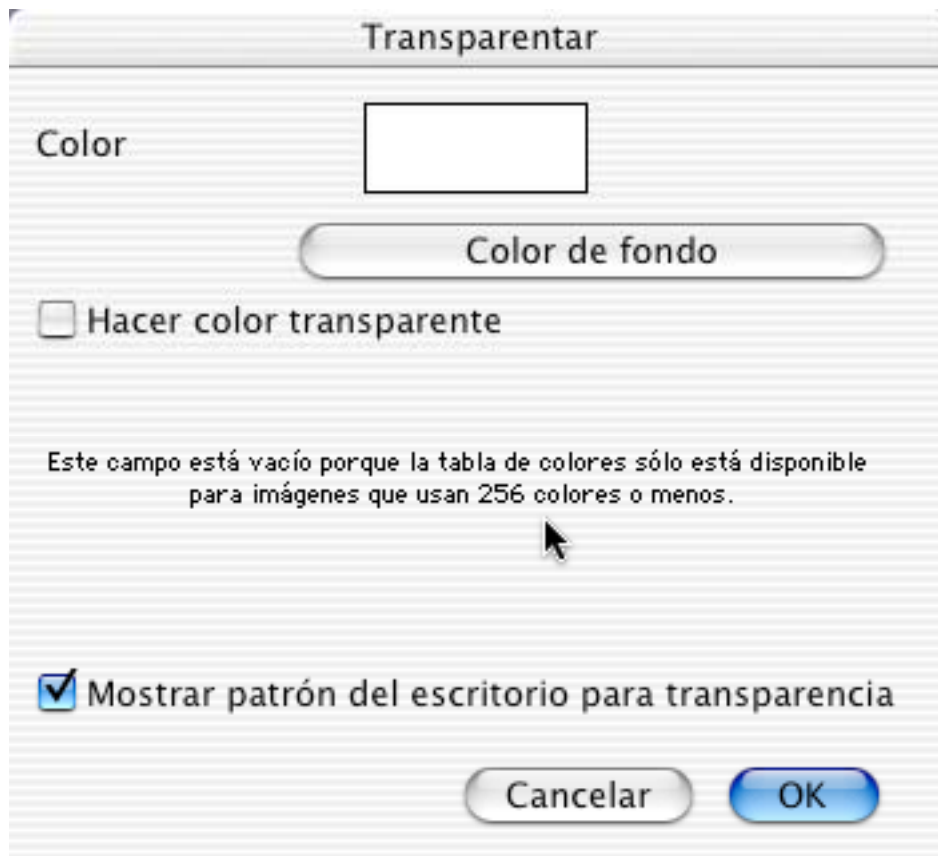 Transparentar
Color
Color de fondo
Hacer color transparente
Este campo está vacío porque la tabla de colores sólo está disponible
para imágenes que usan 256 colores o menos.
Mostrar patrón del escritorio para transparencia
Cancelar OK